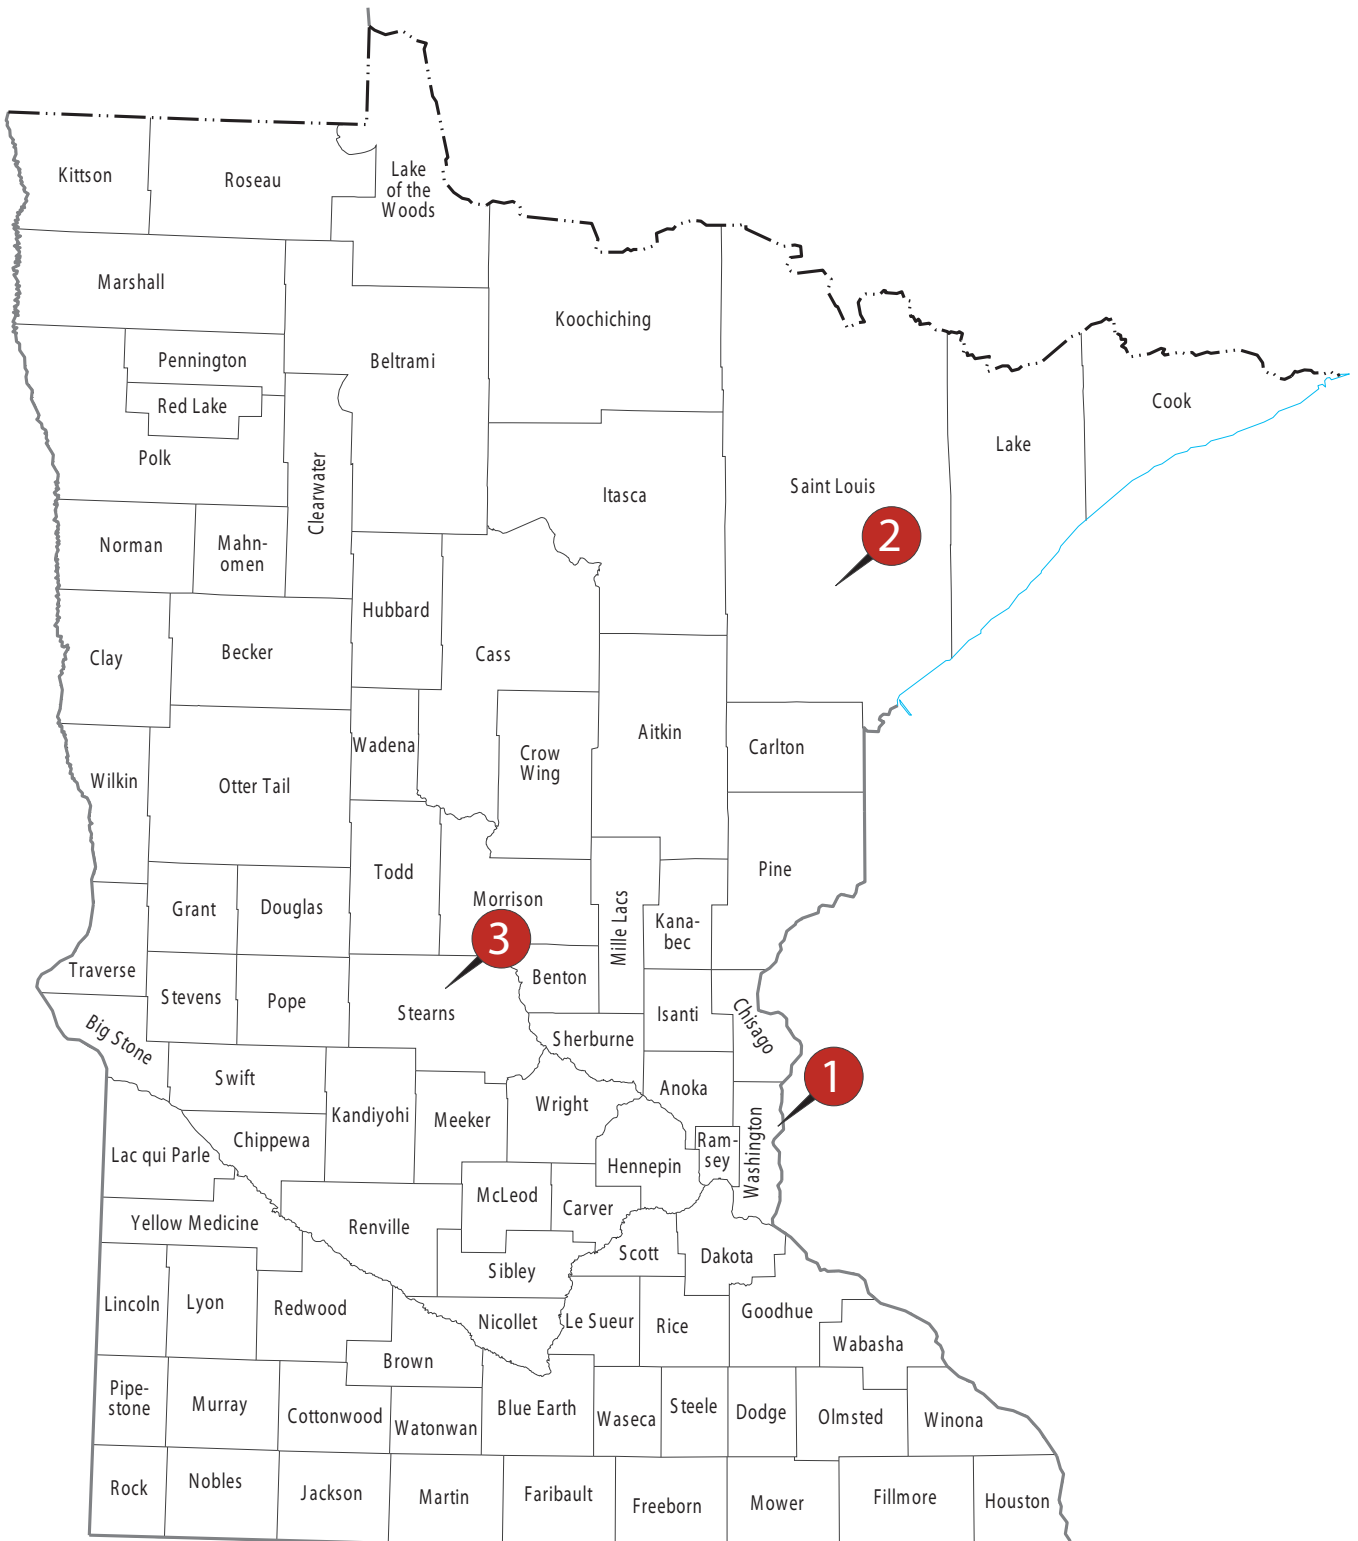 Kittson
Roseau
Lake
of the
Woods
Marshall
Koochiching
Pennington
Beltrami
Red Lake
Cook
Lake
Polk
Clearwater
Saint Louis
Itasca
2
Norman
Mahn-
omen
Hubbard
Clay
Becker
Cass
Wadena
Aitkin
Carlton
Crow
Wing
Wilkin
Otter Tail
Todd
Pine
Morrison
Grant
Douglas
Mille Lacs
Kana-
bec
3
Traverse
Benton
Stevens
Pope
Stearns
Isanti
Chisago
Big Stone
Sherburne
Swift
Anoka
1
Wright
Kandiyohi
Meeker
Chippewa
Ram-
sey
Washington
Lac qui Parle
Hennepin
McLeod
Carver
Yellow Medicine
Renville
Scott
Dakota
Sibley
Lincoln
Lyon
Redwood
Nicollet
Le Sueur
Rice
Goodhue
Wabasha
Brown
Pipe-
stone
Murray
Cottonwood
Watonwan
Blue Earth
Waseca
Steele
Dodge
Olmsted
Winona
Rock
Nobles
Jackson
Martin
Faribault
Freeborn
Mower
Fillmore
Houston